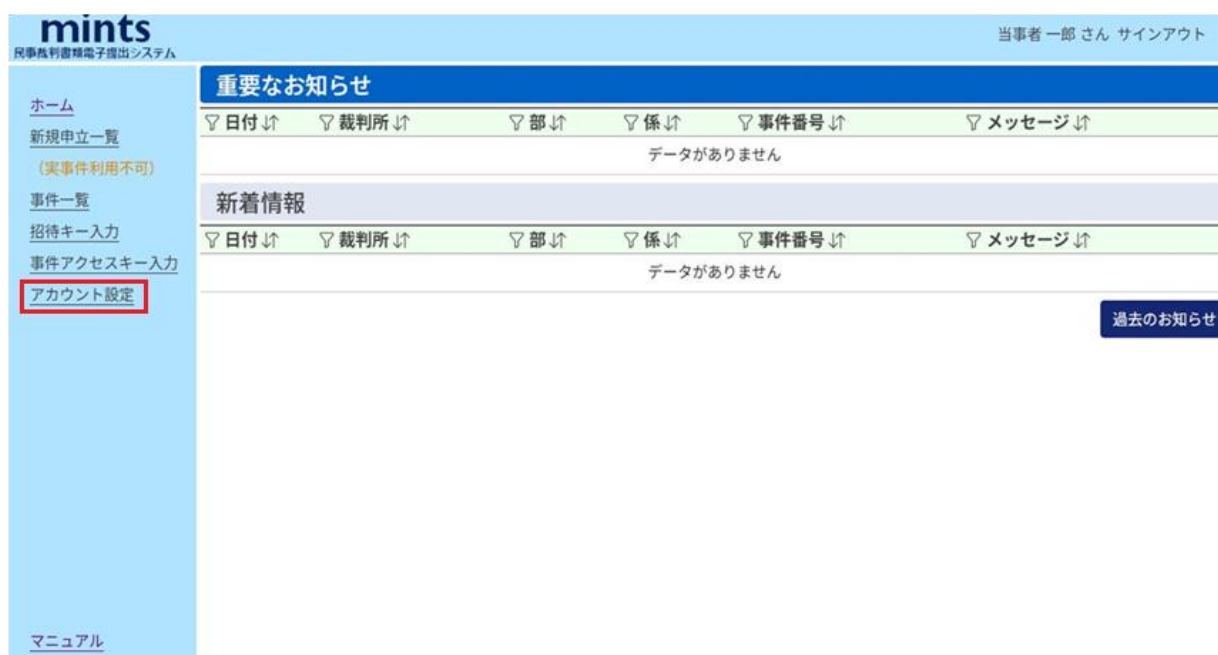 mints
民事裁判書類電子提出システム
当事者 一郎 さん サインアウト
ホーム
新規申立一覧
（実事件利用不可）
事件一覧
招待キー入力
事件アクセスキー入力
アカウント設定
マニュアル
重要なお知らせ
日付 裁判所 部 係 事件番号 メッセージ
データがありません
新着情報
日付 裁判所 部 係 事件番号 メッセージ
データがありません
過去のお知らせ